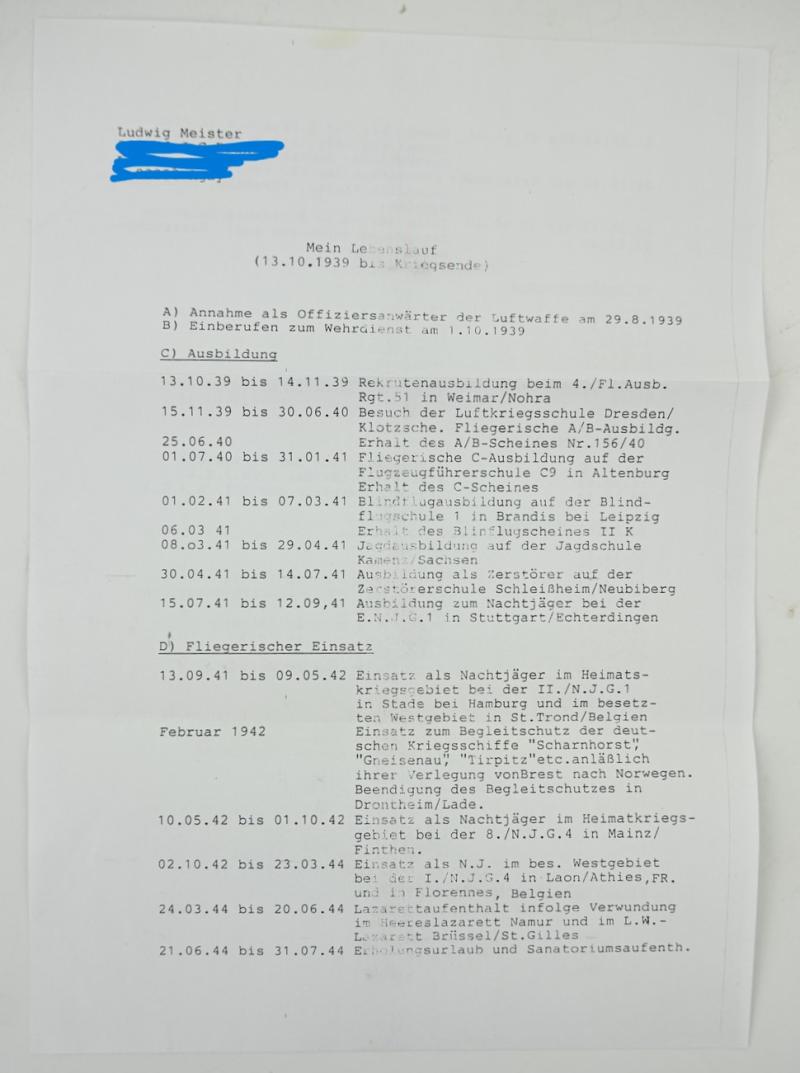 Ludwig Meister
Mein Lebenslauf
(13.10.1939 bis Kriegsende)
A) Annahme als Offiziersanwärter der Luftwaffe am 29.8.1939
B) Einberufen zum Wehrdienst am 1.10.1939
C) Ausbildung
13.10.39 bis 14.11.39 Rekrutenausbildung beim 4./Fl.Ausb.
Rgt.51 in Weimar/Nohra
15.11.39 bis 30.06.40 Besuch der Luftkriegsschule Dresden/
Klotzsche. Fliegerische A/B-Ausbildg.
25.06.40 Erhalt des A/B-Scheines Nr.156/40
01.07.40 bis 31.01.41 Fliegerische C-Ausbildung auf der
Flugzeugführerschule C9 in Altenburg
Erhalt des C-Scheines
01.02.41 bis 07.03.41 Blindflugausbildung auf der Blind-
flugschule 1 in Brandis bei Leipzig
06.03 41 Erhalt des Blinflugscheines II K
08.o3.41 bis 29.04.41 Jagdausbildung auf der Jagdschule
Kamenz/Sachsen
30.04.41 bis 14.07.41 Ausbildung als Zerstörer auf der
Zerstörerschule Schleißheim/Neubiberg
15.07.41 bis 12.09,41 Ausbildung zum Nachtjäger bei der
E.N.J.G.1 in Stuttgart/Echterdingen
D) Fliegerischer Einsatz
13.09.41 bis 09.05.42 Einsatz als Nachtjäger im Heimats-
kriegsgebiet bei der II./N.J.G.1
in Stade bei Hamburg und im besetz-
ten Westgebiet in St.Trond/Belgien
Februar 1942 Einsatz zum Begleitschutz der deut-
schen Kriegsschiffe "Scharnhorst",
"Gneisenau", "Tirpitz"etc.anläßlich
ihrer Verlegung vonBrest nach Norwegen.
Beendigung des Begleitschutzes in
Drontheim/Lade.
10.05.42 bis 01.10.42 Einsatz als Nachtjäger im Heimatkriegs-
gebiet bei der 8./N.J.G.4 in Mainz/
Finthen.
02.10.42 bis 23.03.44 Einsatz als N.J. im bes. Westgebiet
bei der I./N.J.G.4 in Laon/Athies,FR.
und in Florennes, Belgien
24.03.44 bis 20.06.44 Lazarettaufenthalt infolge Verwundung
im Heereslazarett Namur und im L.W.-
Lazarett Brüssel/St.Gilles
21.06.44 bis 31.07.44 Erholungsurlaub und Sanatoriumsaufenth.